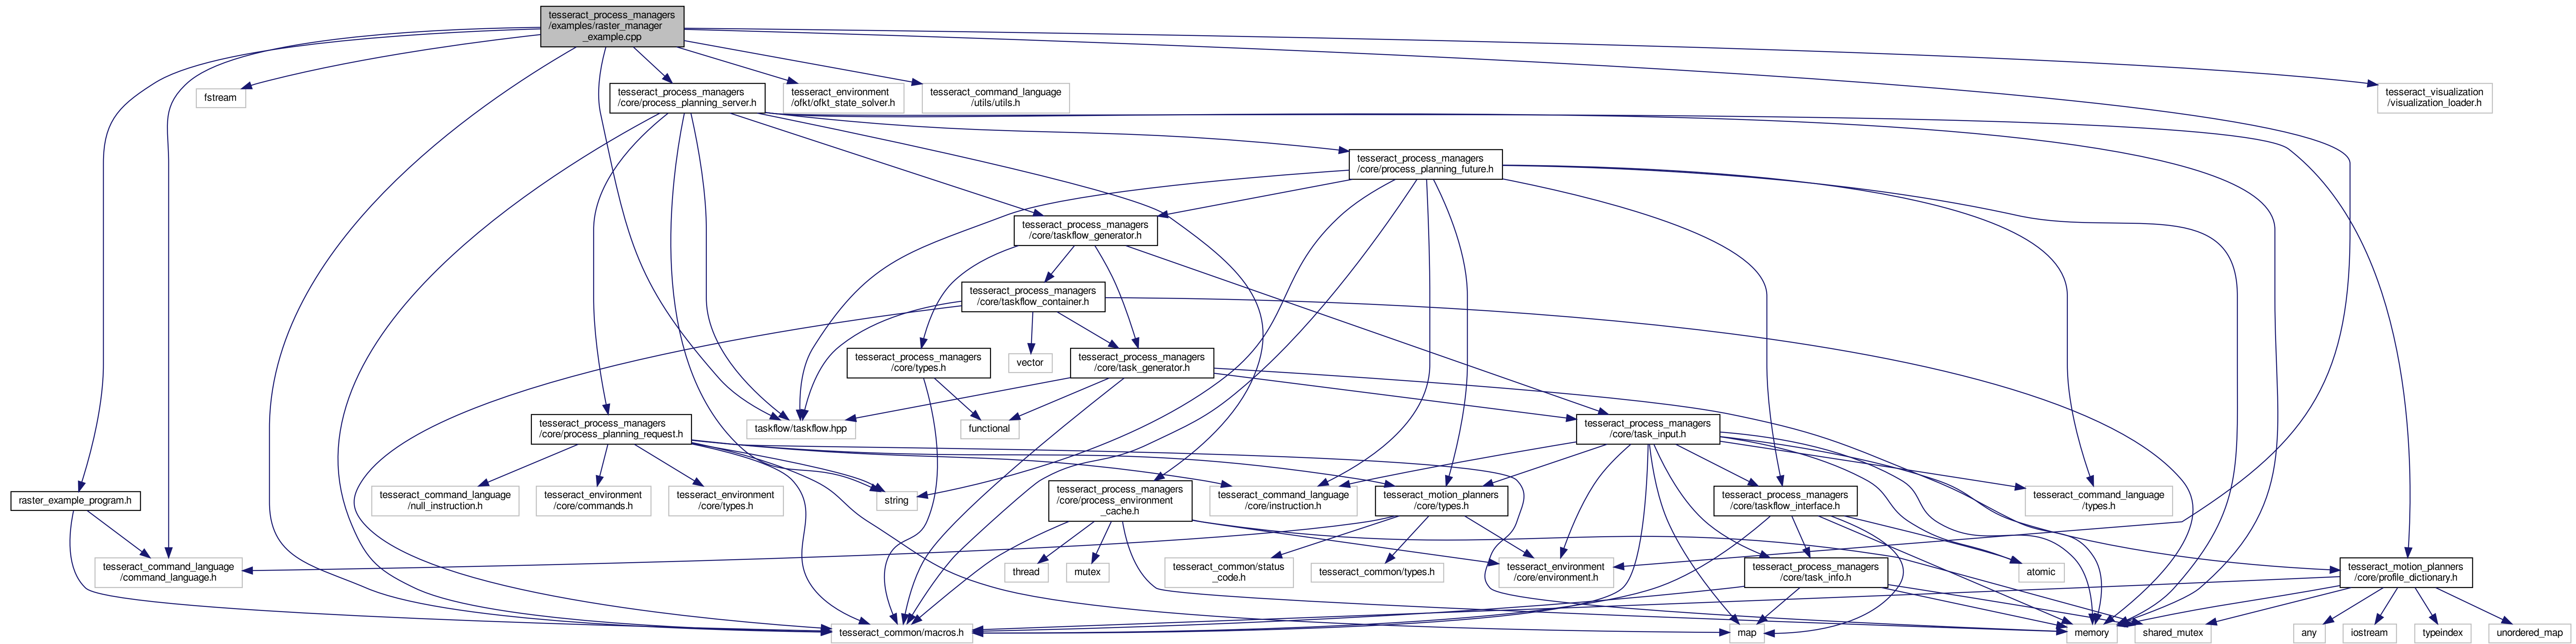 tesseract_process_managers
/examples/raster_manager
_example.cpp
fstream
tesseract_process_managers
/core/process_planning_server.h
tesseract_environment
/ofkt/ofkt_state_solver.h
tesseract_command_language
/utils/utils.h
tesseract_visualization
/visualization_loader.h
tesseract_process_managers
/core/process_planning_future.h
tesseract_process_managers
/core/taskflow_generator.h
tesseract_process_managers
/core/taskflow_container.h
tesseract_process_managers
/core/types.h
vector
tesseract_process_managers
/core/task_generator.h
tesseract_process_managers
/core/process_planning_request.h
taskflow/taskflow.hpp
functional
tesseract_process_managers
/core/task_input.h
raster_example_program.h
tesseract_command_language
/null_instruction.h
tesseract_environment
/core/commands.h
tesseract_environment
/core/types.h
string
tesseract_process_managers
/core/process_environment
_cache.h
tesseract_command_language
/core/instruction.h
tesseract_motion_planners
/core/types.h
tesseract_process_managers
/core/taskflow_interface.h
tesseract_command_language
/types.h
tesseract_command_language
/command_language.h
thread
mutex
tesseract_common/status
_code.h
tesseract_common/types.h
tesseract_environment
/core/environment.h
tesseract_process_managers
/core/task_info.h
atomic
tesseract_motion_planners
/core/profile_dictionary.h
tesseract_common/macros.h
map
memory
shared_mutex
any
iostream
typeindex
unordered_map